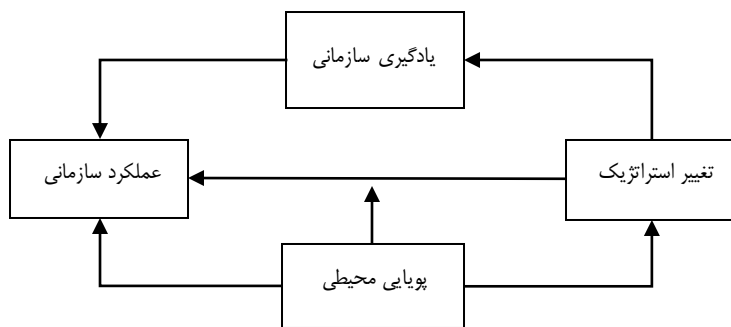 یادگیری سازمانی
تغییر استراتژیک
عملکرد سازمانی
پویایی محیطی